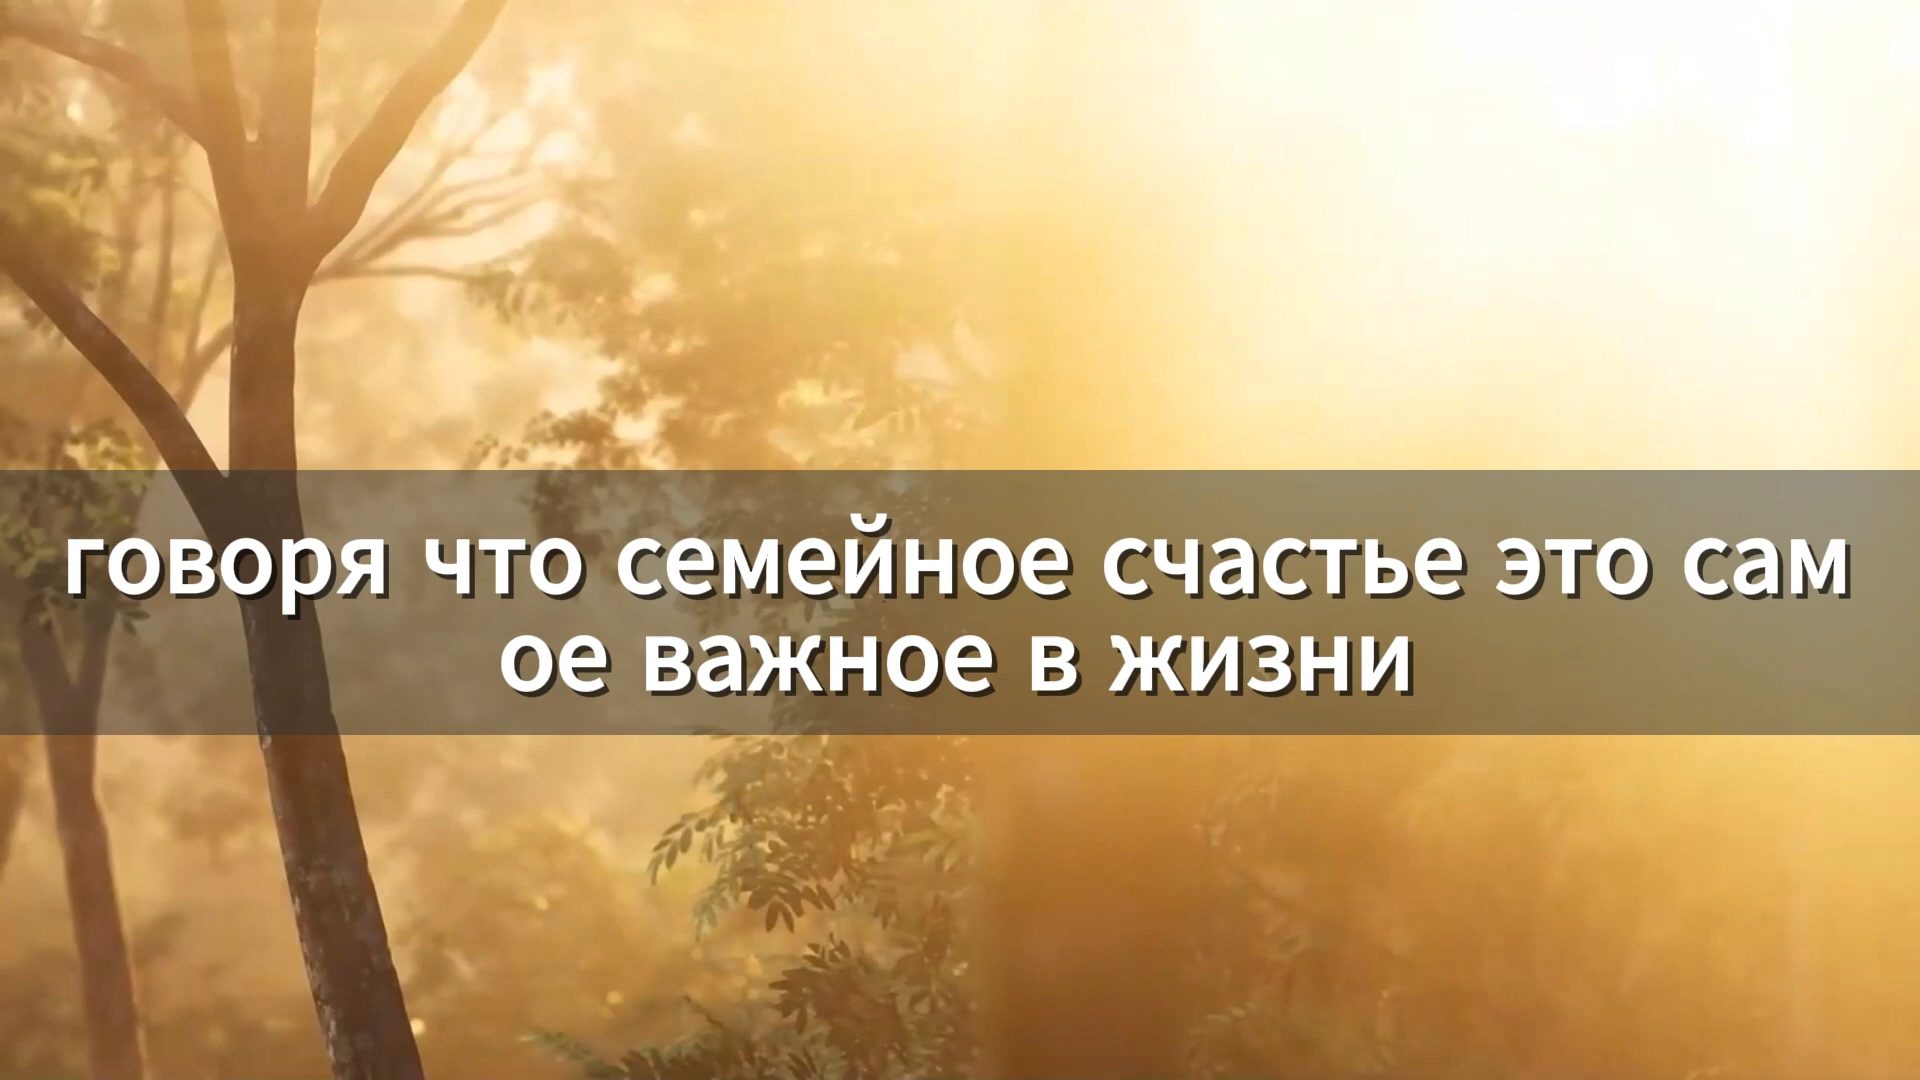 говоря что семейное счастье это сам
ое важное в жизни